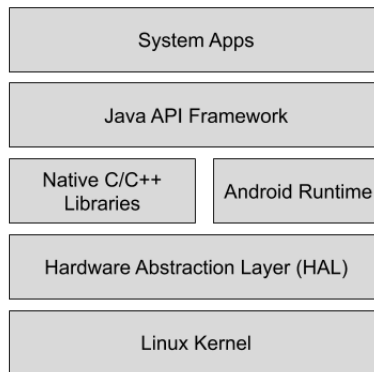 System Apps
Java API Framework
Native C/C++
Libraries
Android Runtime
Hardware Abstraction Layer (HAL)
Linux Kernel